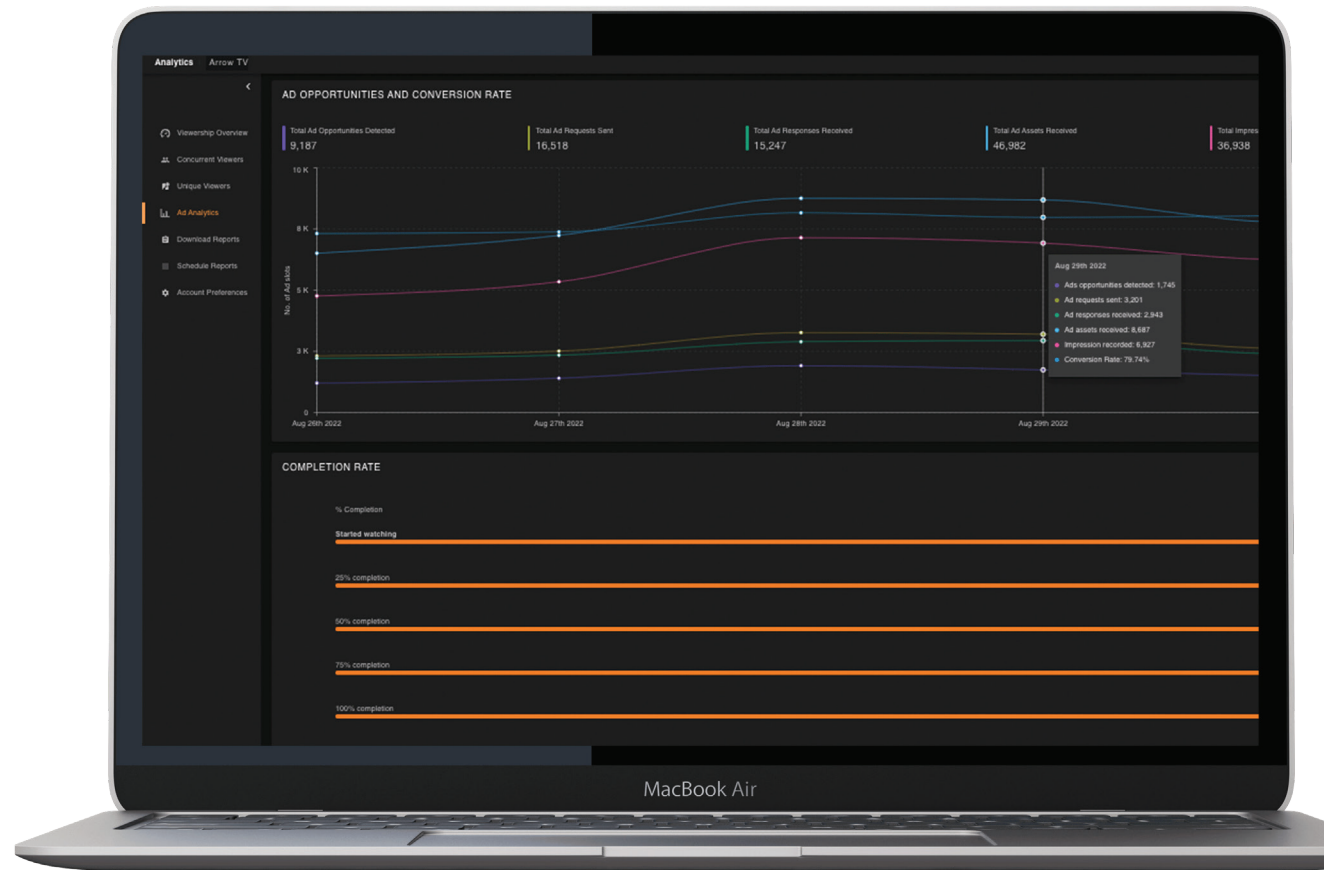 Analytics Arrow TV
Viewership Overview
Concurrent Viewers
Unique Viewers
Ad Analytics
Download Reports
Schedule Reports
Account Preferences
AD OPPORTUNITIES AND CONVERSION RATE
Total Ad Opportunities Detected
9,187
Total Ad Requests Sent
16,518
Total Ad Responses Received
15,247
Total Ad Assets Received
46,982
Total Impres
36,938
No. of Ad slots
10 K
8 K
5 K
3 K
0
Aug 26th 2022 Aug 27th 2022 Aug 28th 2022 Aug 29th 2022
Aug 29th 2022
Ads opportunities detected: 1,745
Ad requests sent: 3,201
Ad responses received: 2,943
Ad assets received: 8,687
Impression recorded: 6,927
Conversion Rate: 79.74%
COMPLETION RATE
% Completion
Started watching
25% completion
50% completion
75% completion
100% completion
MacBook Air